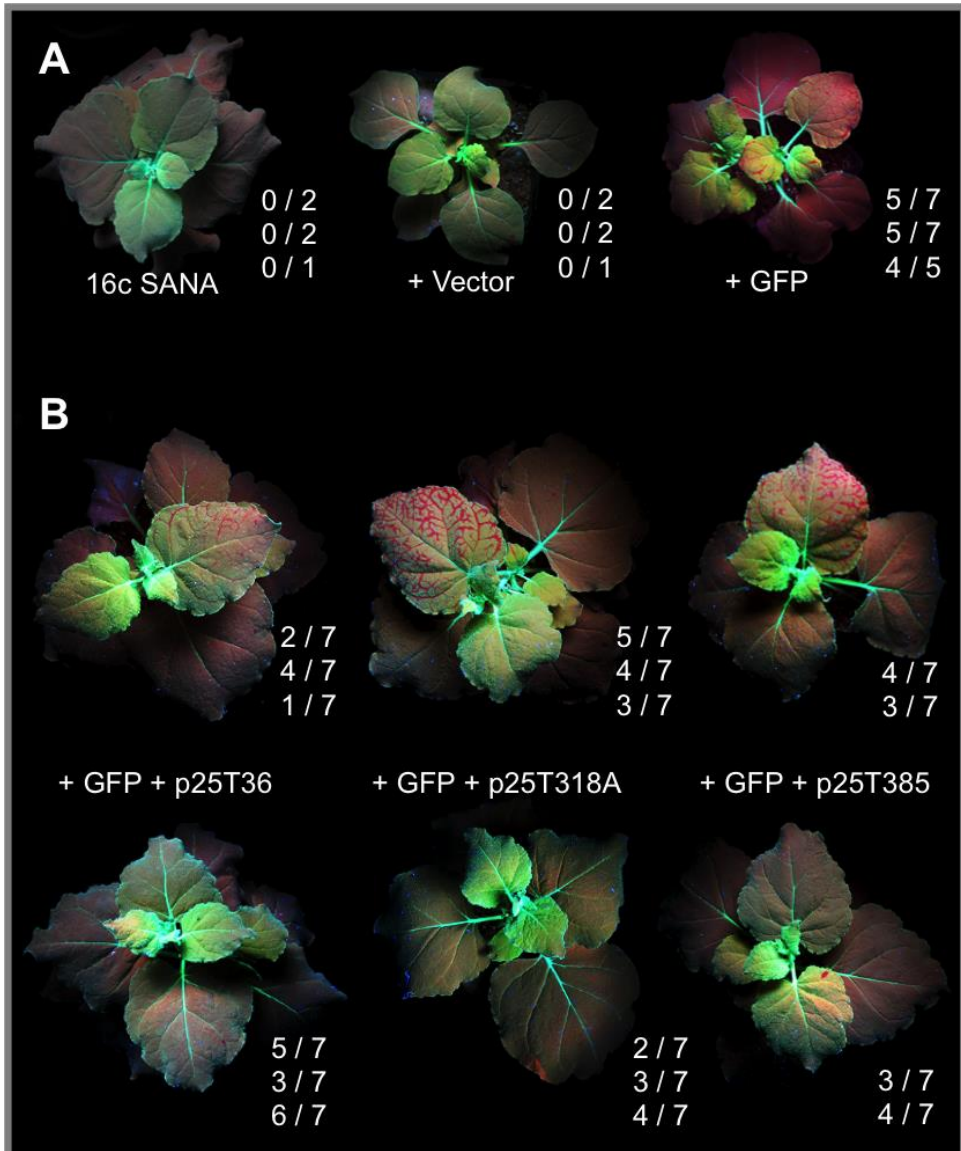 A
0 / 2
0 / 2
0 / 1
16c SANA
0 / 2
0 / 2
0 / 1
+ Vector
5 / 7
5 / 7
4 / 5
+ GFP
B
2 / 7
4 / 7
1 / 7
5 / 7
4 / 7
3 / 7
4 / 7
3 / 7
+ GFP + p25T36
+ GFP + p25T318A
+ GFP + p25T385
5 / 7
3 / 7
6 / 7
2 / 7
3 / 7
4 / 7
3 / 7
4 / 7